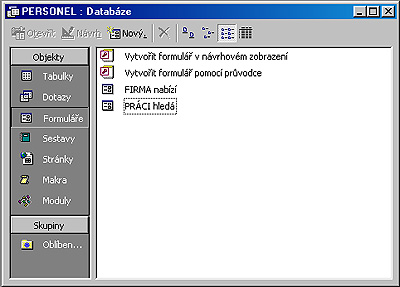 PERSONEL : Databáze
Otevřít Návrh Nový
Objekty
Tabulky
Dotazy
Formuláře
Sestavy
Stránky
Makra
Moduly
Skupiny
Oblíben...
Vytvořit formulář v návrhovém zobrazení
Vytvořit formulář pomocí průvodce
FIRMA nabízí
PRÁCI hledá